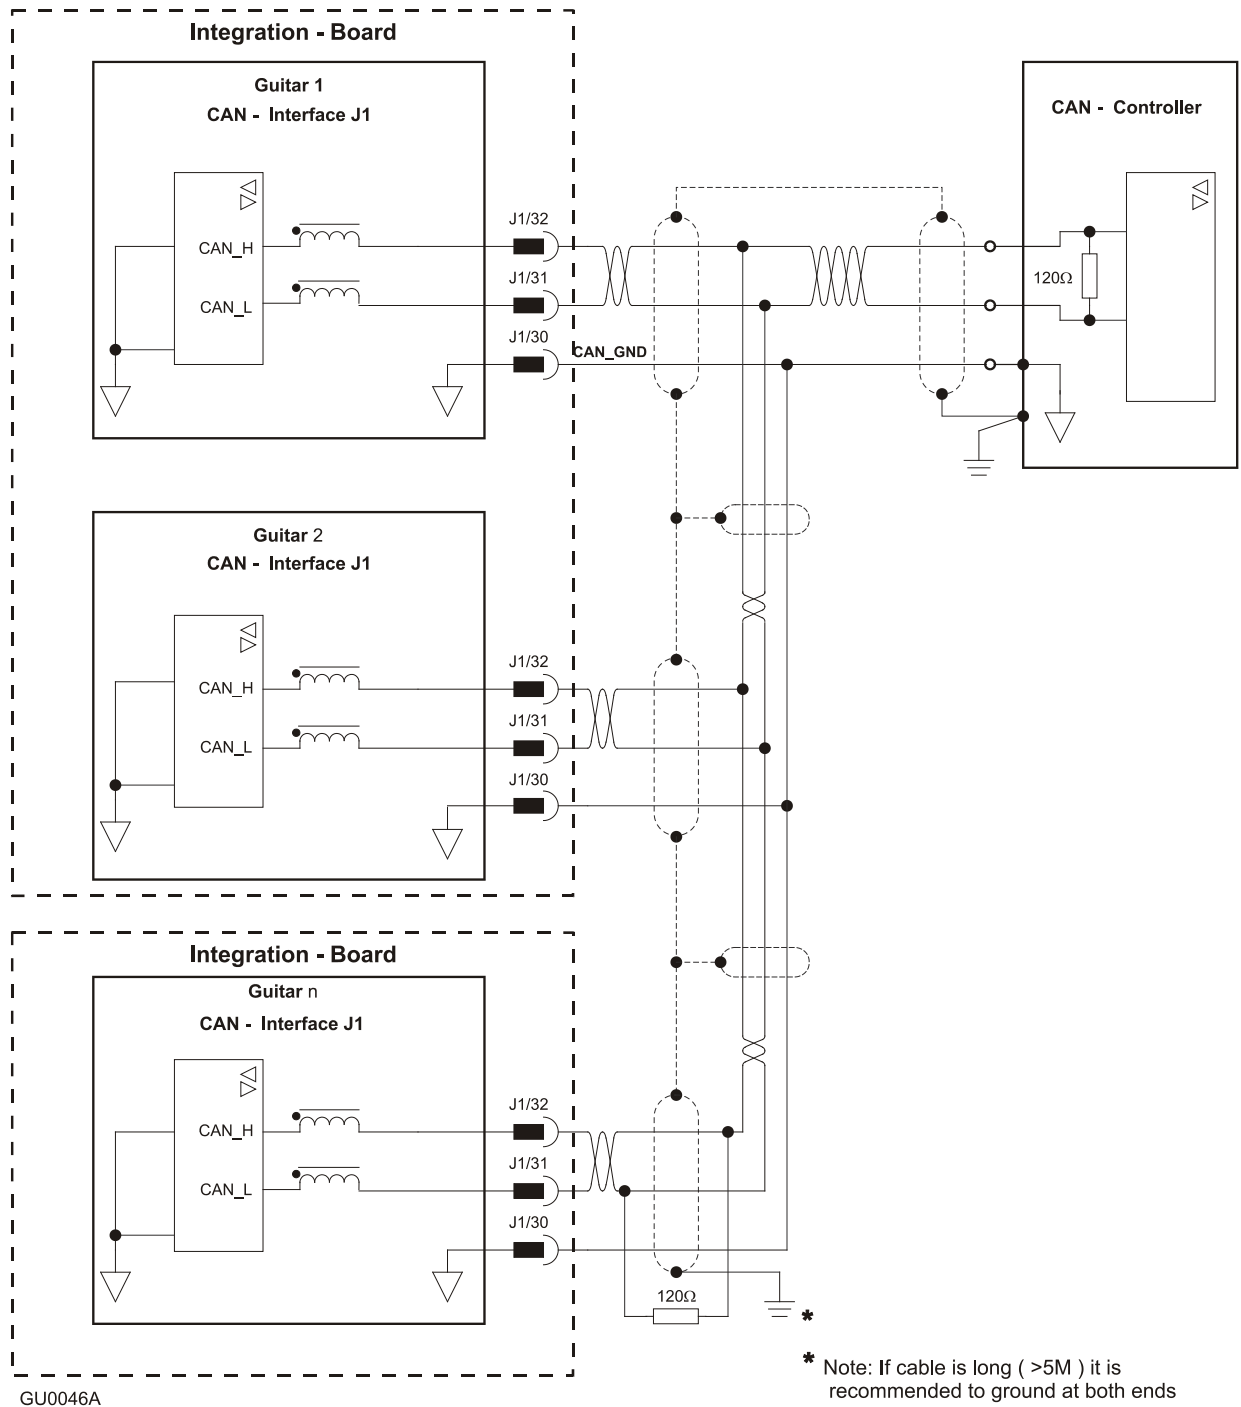 Integration - Board
Guitar 1
CAN - Interface J1
CAN_H
CAN_L
J1/32
J1/31
J1/30
CAN_GND
CAN - Controller
120Ω
Guitar 2
CAN - Interface J1
CAN_H
CAN_L
J1/32
J1/31
J1/30
Integration - Board
Guitar n
CAN - Interface J1
CAN_H
CAN_L
J1/32
J1/31
J1/30
120Ω
*
* Note: If cable is long ( >5M ) it is
recommended to ground at both ends
GU0046A